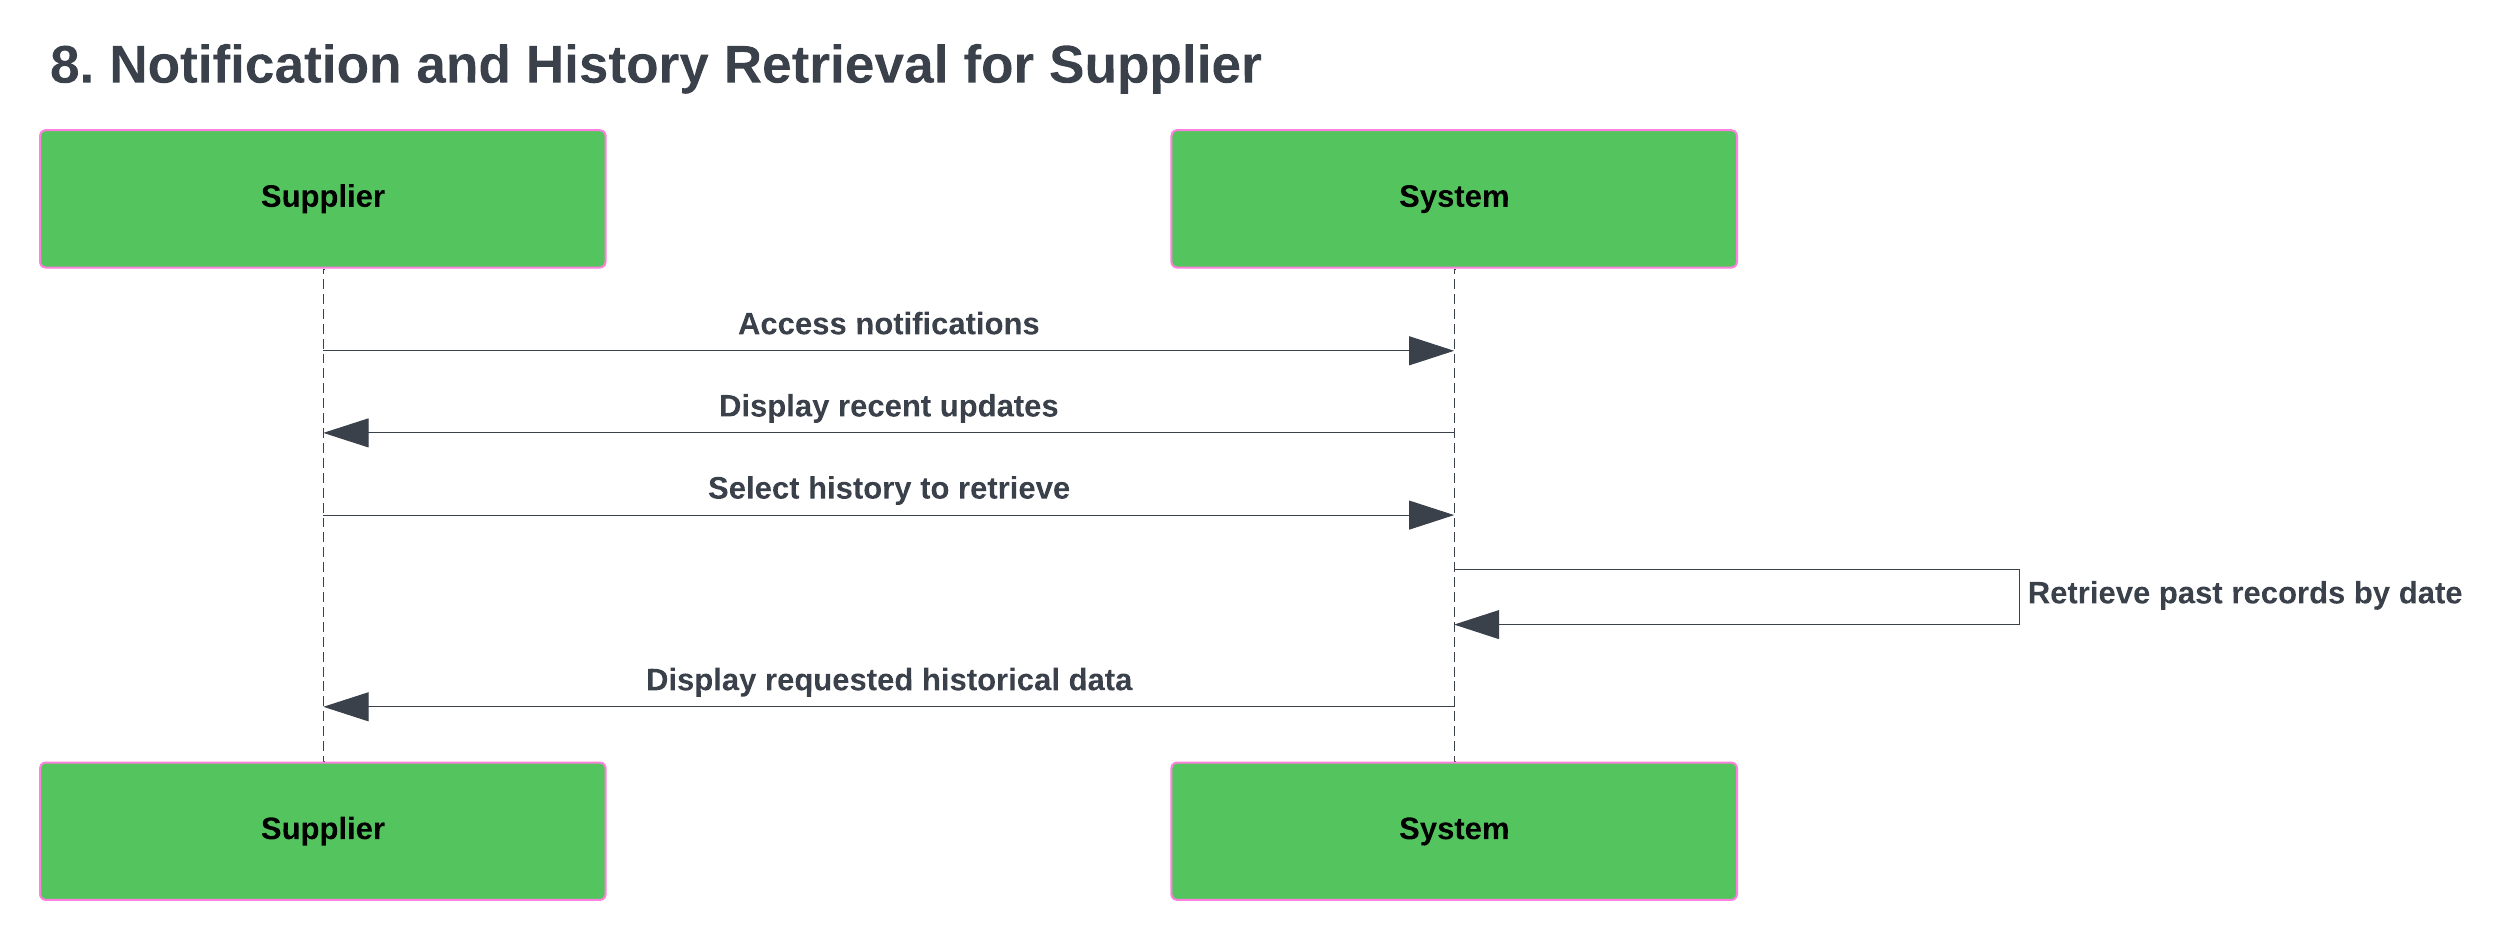 8. Notification and History Retrieval for Supplier
Supplier
System
Access notifications
Display recent updates
Select history to retrieve
Retrieve past records by date
Display requested historical data
Supplier
System